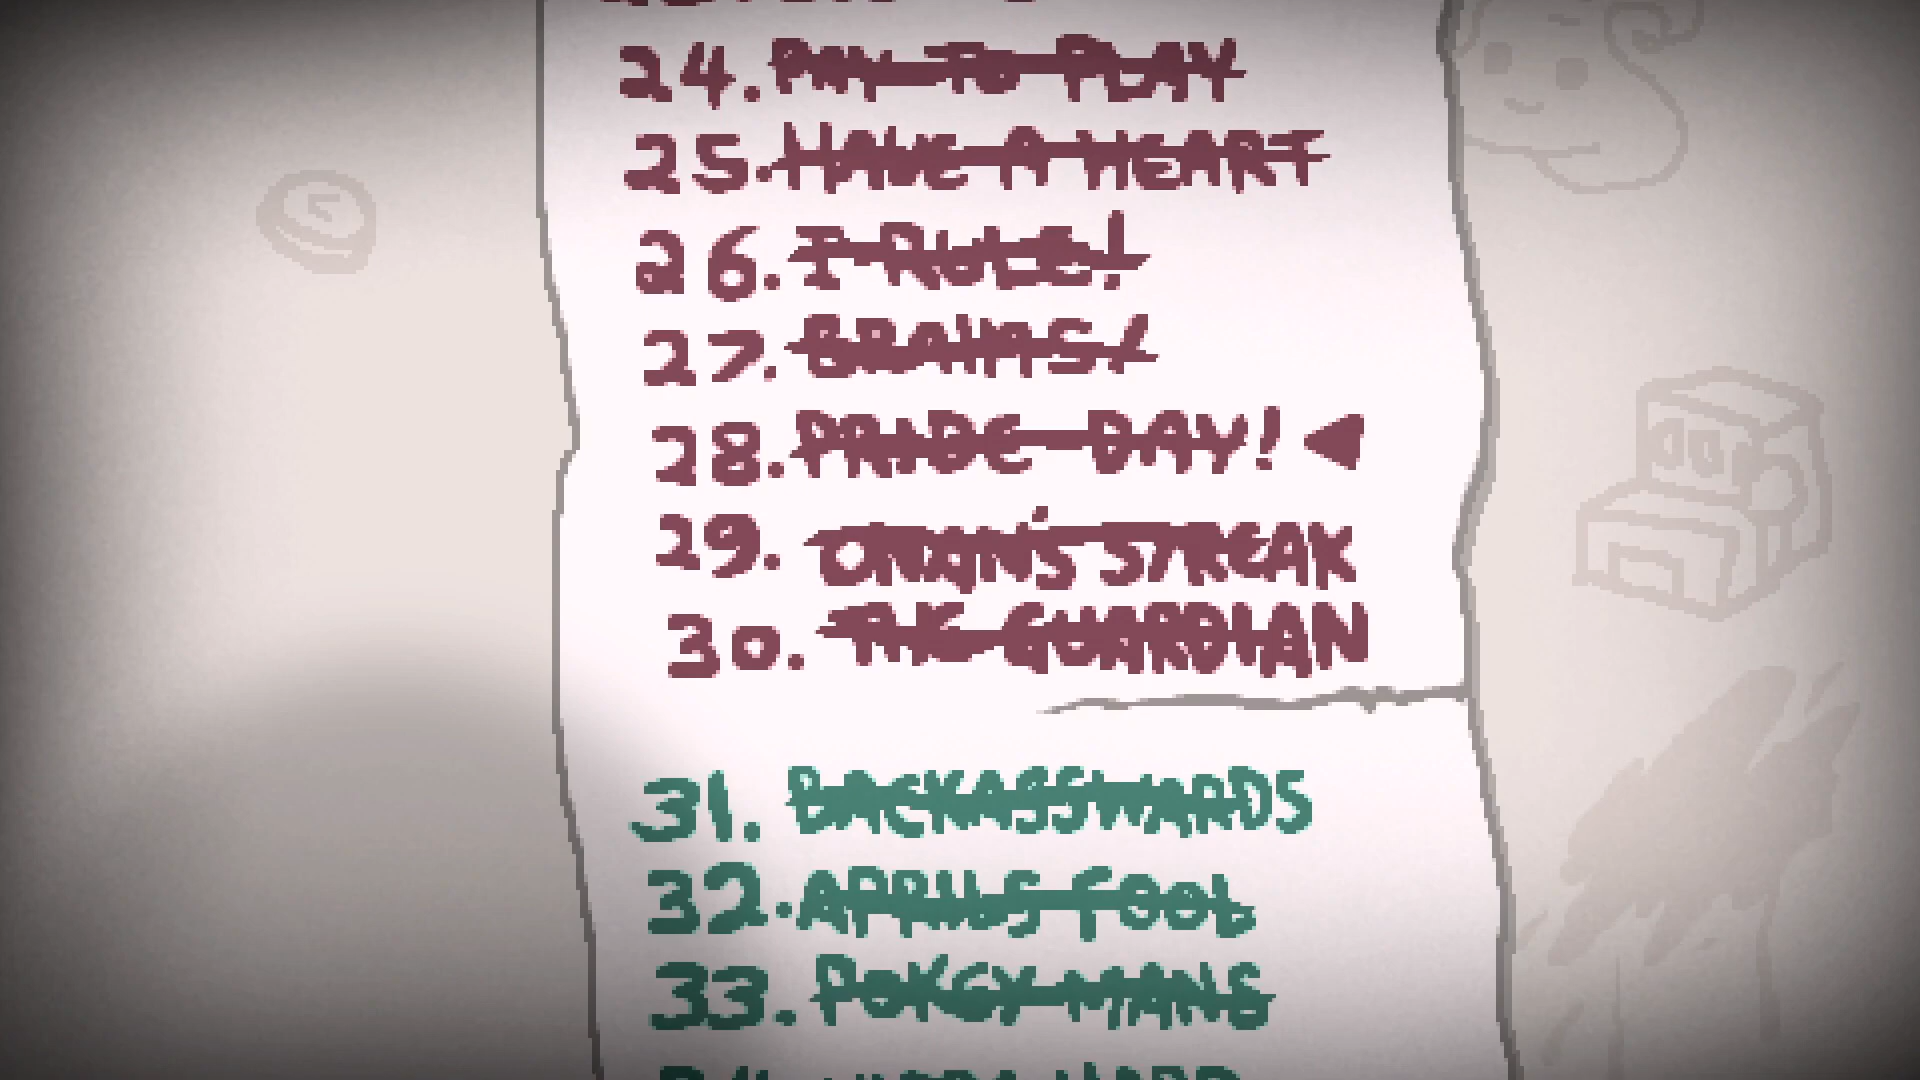 24. PAY TO PLAY
25. HAVE A HEART
26. I RULE!
27. BRAINS!
28. PRIDE DAY!
29. ONAN'S STREAK
30. THE GUARDIAN
31. BACKASSWARDS
32. APRILS FOOL
33. POKEY MANS